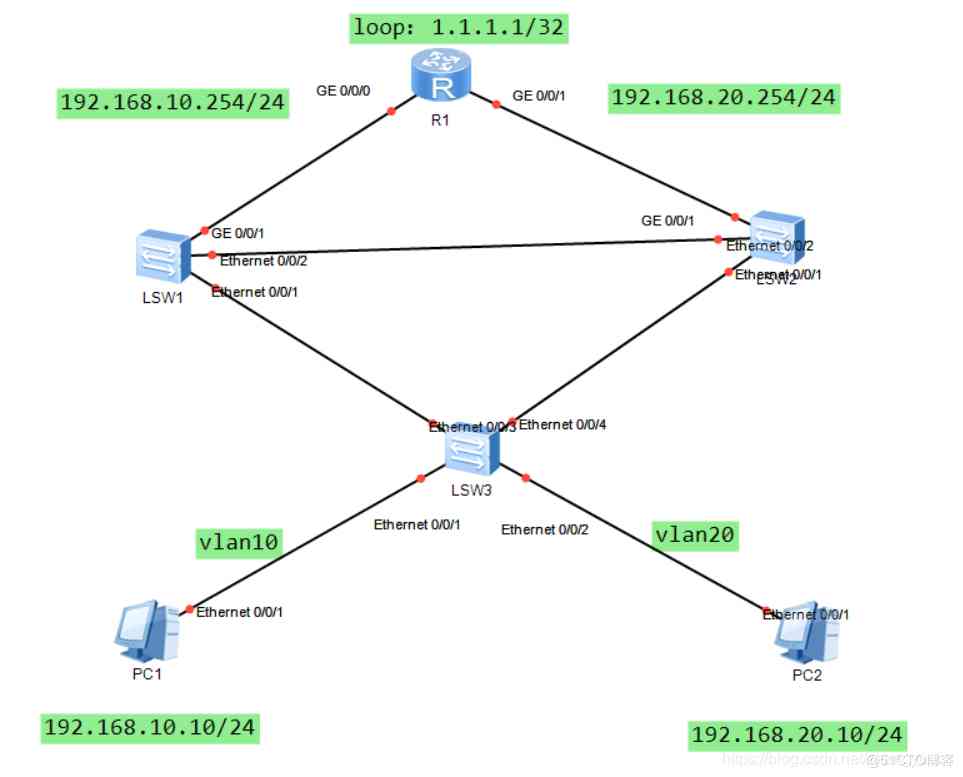 loop: 1.1.1.1/32
GE 0/0/0
GE 0/0/1
192.168.10.254/24
192.168.20.254/24
R
R1
GE 0/0/1
GE 0/0/1
Ethernet 0/0/2
Ethernet 0/0/2
Ethernet 0/0/1
Ethernet 0/0/1
LSW1
LSW2
Ethernet 0/0/3
Ethernet 0/0/4
LSW3
Ethernet 0/0/1
Ethernet 0/0/2
vlan10
vlan20
Ethernet 0/0/1
Ethernet 0/0/1
PC1
PC2
192.168.10.10/24
192.168.20.10/24
@51CTO博客